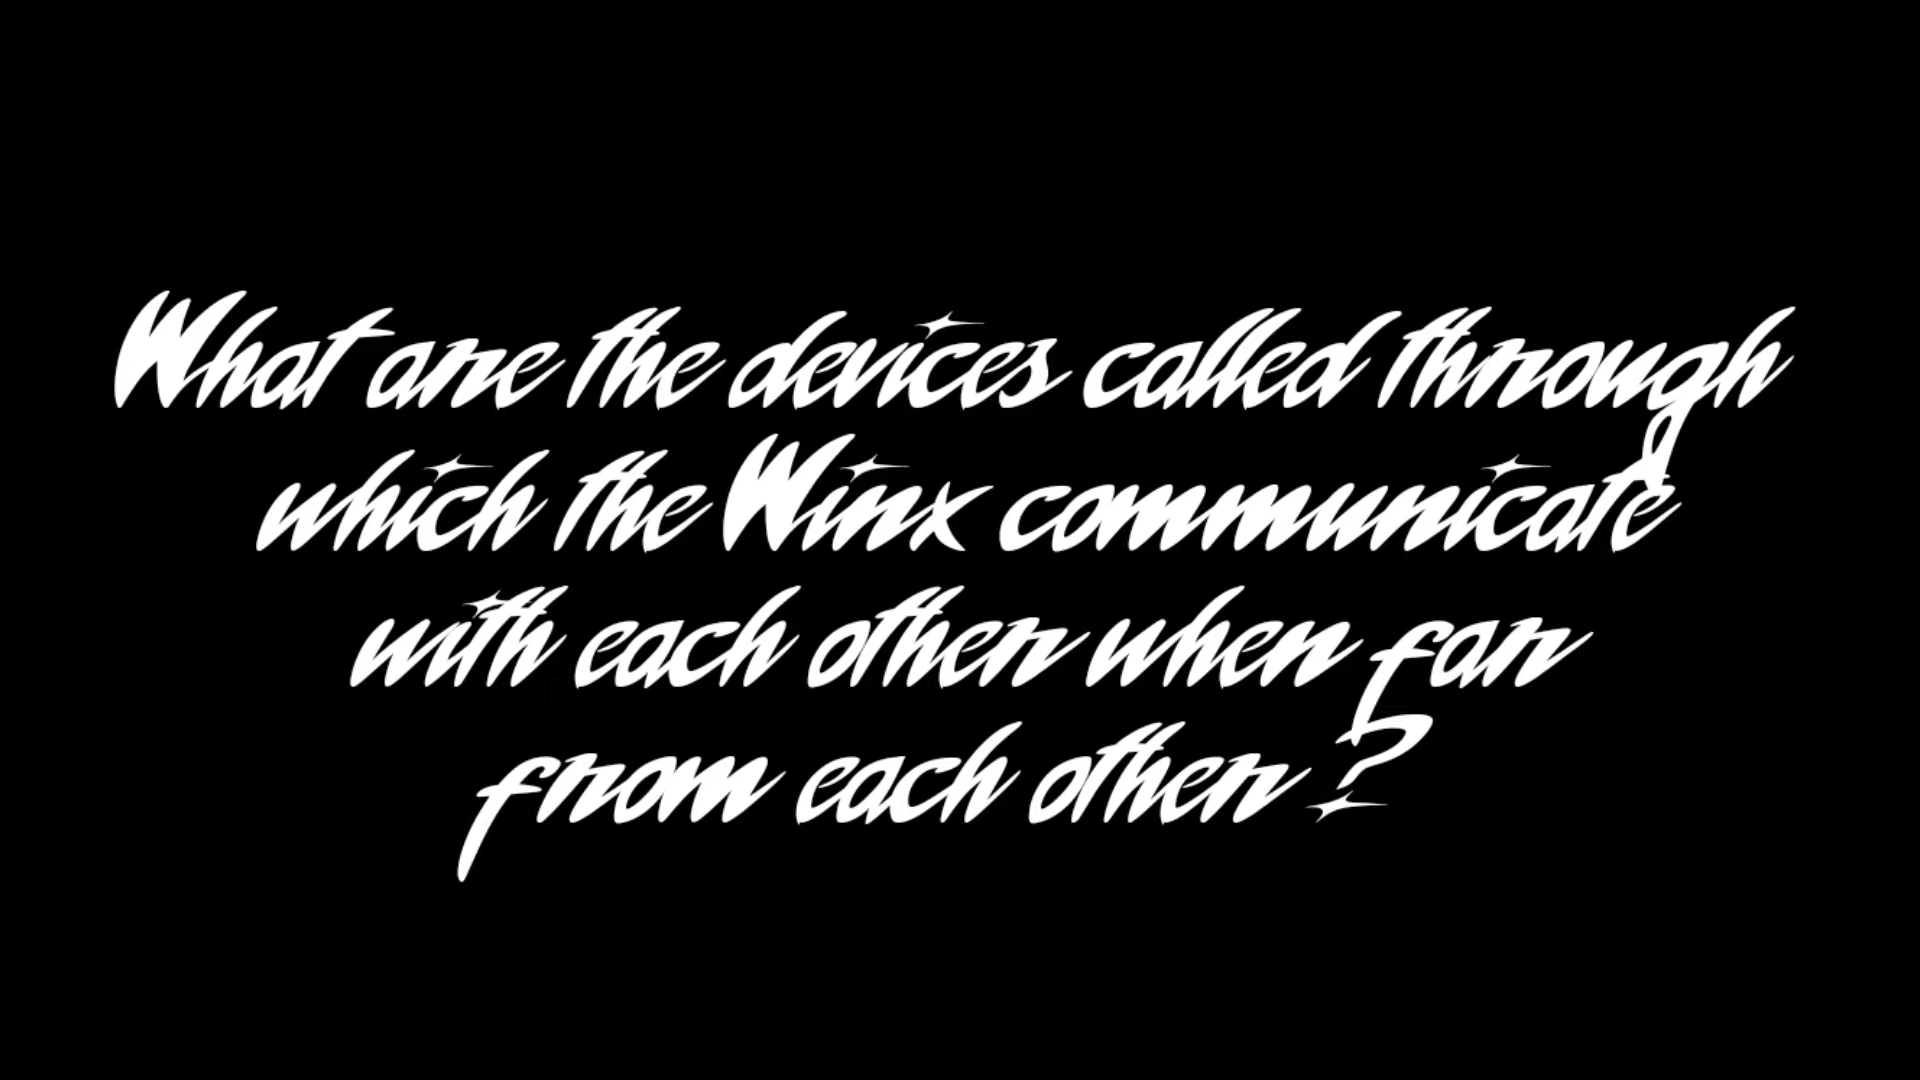 What are the devices called through
which the Winx communicate
with each other when far
from each other ?